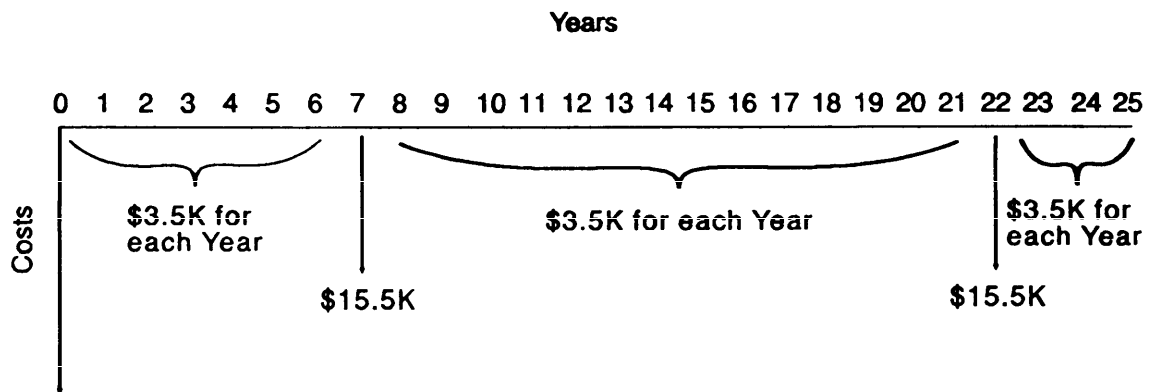 Years
0 1 2 3 4 5 6 7 8 9 10 11 12 13 14 15 16 17 18 19 20 21 22 23 24 25
Costs
$3.5K for
each Year
$15.5K
$3.5K for each Year
$15.5K
$3.5K for
each Year